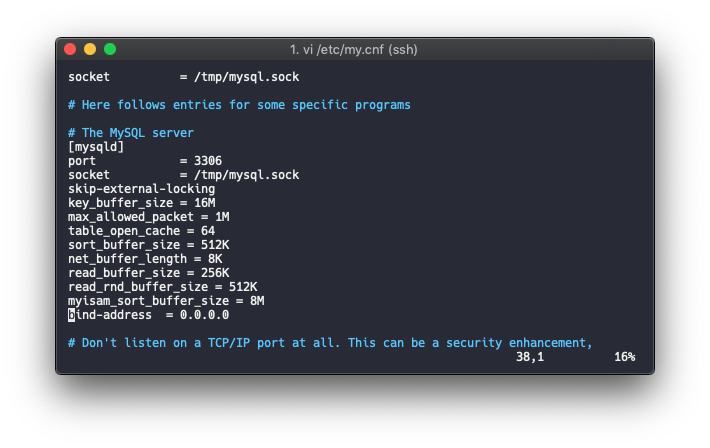 1. vi /etc/my.cnf (ssh)
socket          = /tmp/mysql.sock
# Here follows entries for some specific programs
# The MySQL server
[mysqld]
port            = 3306
socket          = /tmp/mysql.sock
skip-external-locking
key_buffer_size = 16M
max_allowed_packet = 1M
table_open_cache = 64
sort_buffer_size = 512K
net_buffer_length = 8K
read_buffer_size = 256K
read_rnd_buffer_size = 512K
myisam_sort_buffer_size = 8M
bind-address  = 0.0.0.0
# Don't listen on a TCP/IP port at all. This can be a security enhancement,
38,1          16%